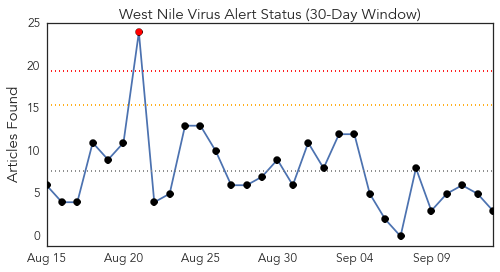 West Nile Virus Alert Status (30-Day Window)
Articles Found
25
20
15
10
5
0
Aug 15
Aug 20
Aug 25
Aug 30
Sep 04
Sep 09